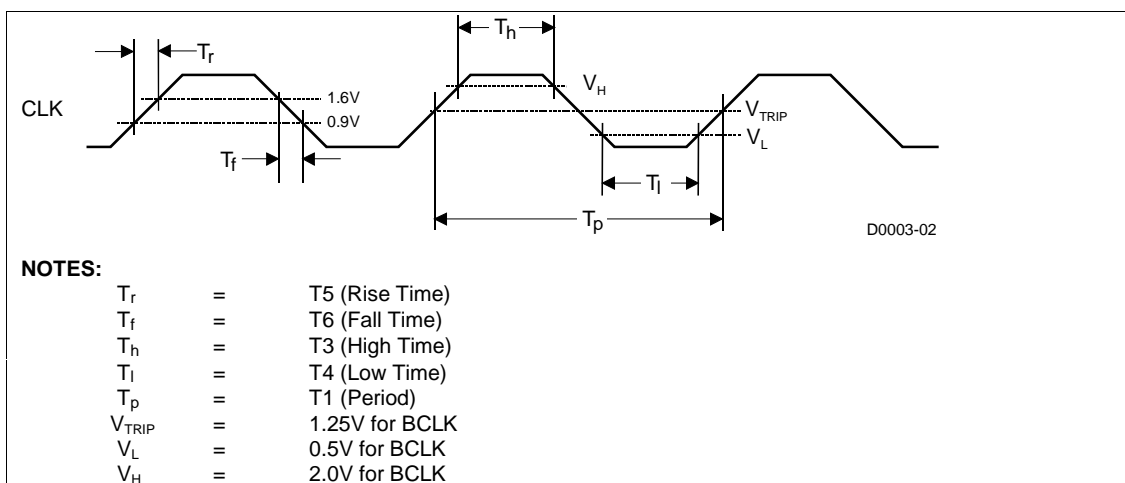 Th
Tr
CLK
1.6V
0.9V
VH
VTRIP
VL
Tf
Tl
Tp
D0003-02
NOTES:
Tr = T5 (Rise Time)
Tf = T6 (Fall Time)
Th = T3 (High Time)
Tl = T4 (Low Time)
Tp = T1 (Period)
VTRIP = 1.25V for BCLK
VL = 0.5V for BCLK
VH = 2.0V for BCLK